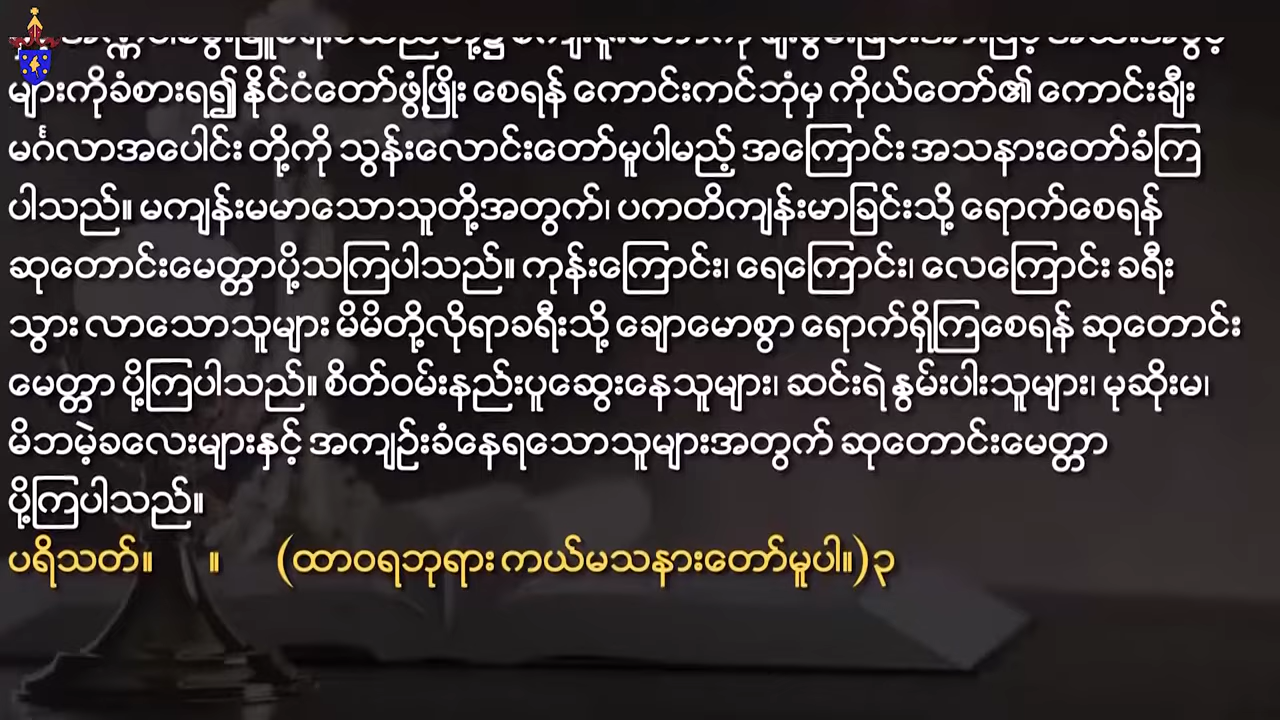 များကိုခံစားရ၍ နိုင်ငံတော်ဖွံ့ဖြိုး စေရန် ကောင်းကင်ဘုံမှ ကိုယ်တော်၏ ကောင်းချီး
မင်္ဂလာအပေါင်း တို့ကို သွန်းလောင်းတော်မူပါမည့် အကြောင်း အသနားတော်ခံကြ
ပါသည်။ မကျန်းမမာသောသူတို့အတွက်၊ ပကတိကျန်းမာခြင်းသို့ ရောက်စေရန်
ဆုတောင်းမေတ္တာပို့သကြပါသည်။ ကုန်းကြောင်း၊ ရေကြောင်း၊ လေကြောင်း ခရီး
သွား လာသောသူများ မိမိတို့လိုရာခရီးသို့ ချောမောစွာ ရောက်ရှိကြစေရန် ဆုတောင်း
မေတ္တာ ပို့ကြပါသည်။ စိတ်ဝမ်းနည်းပူဆွေးနေသူများ၊ ဆင်းရဲ နွမ်းပါးသူများ၊ မုဆိုးမ၊
မိဘမဲ့ခလေးများနှင့် အကျဉ်းခံနေရသောသူများအတွက် ဆုတောင်းမေတ္တာ
ပို့ကြပါသည်။
ပရိသတ်။ ။ (ထာဝရဘုရား ကယ်မသနားတော်မူပါ။)၃